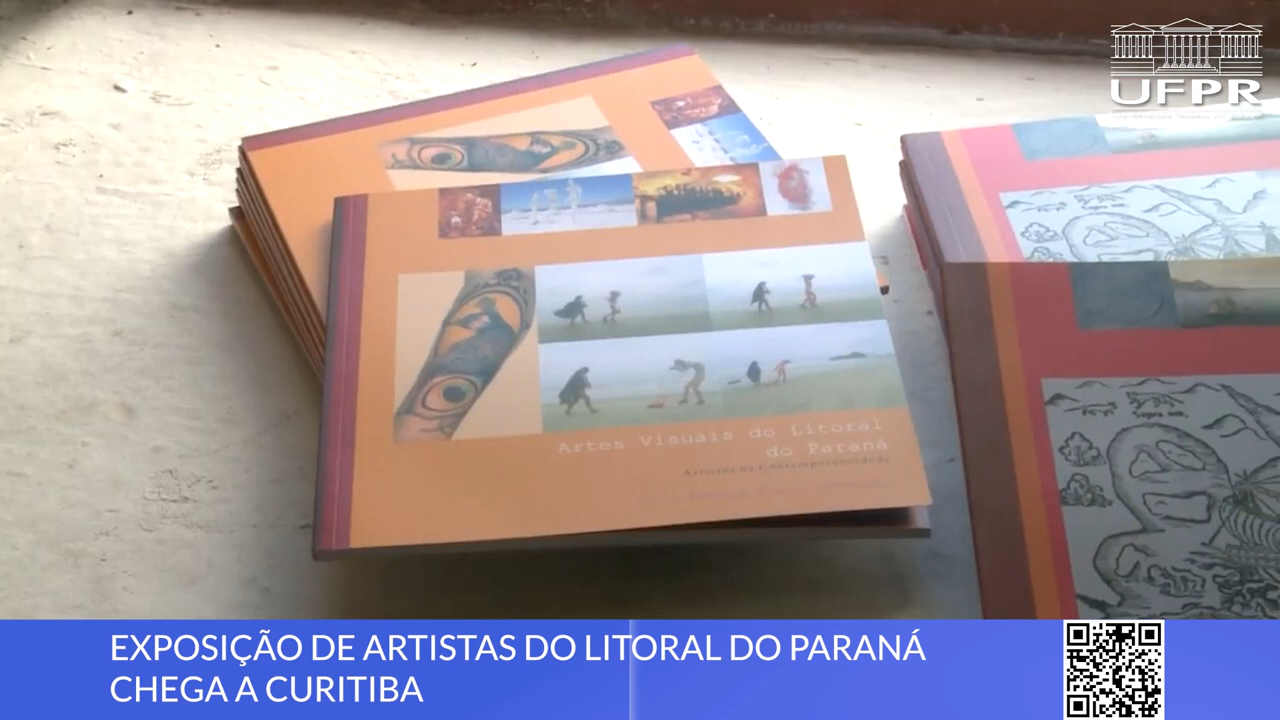 UFPR
Artes Visuais do Litoral
do Paraná
EXPOSIÇÃO DE ARTISTAS DO LITORAL DO PARANÁ
CHEGA A CURITIBA